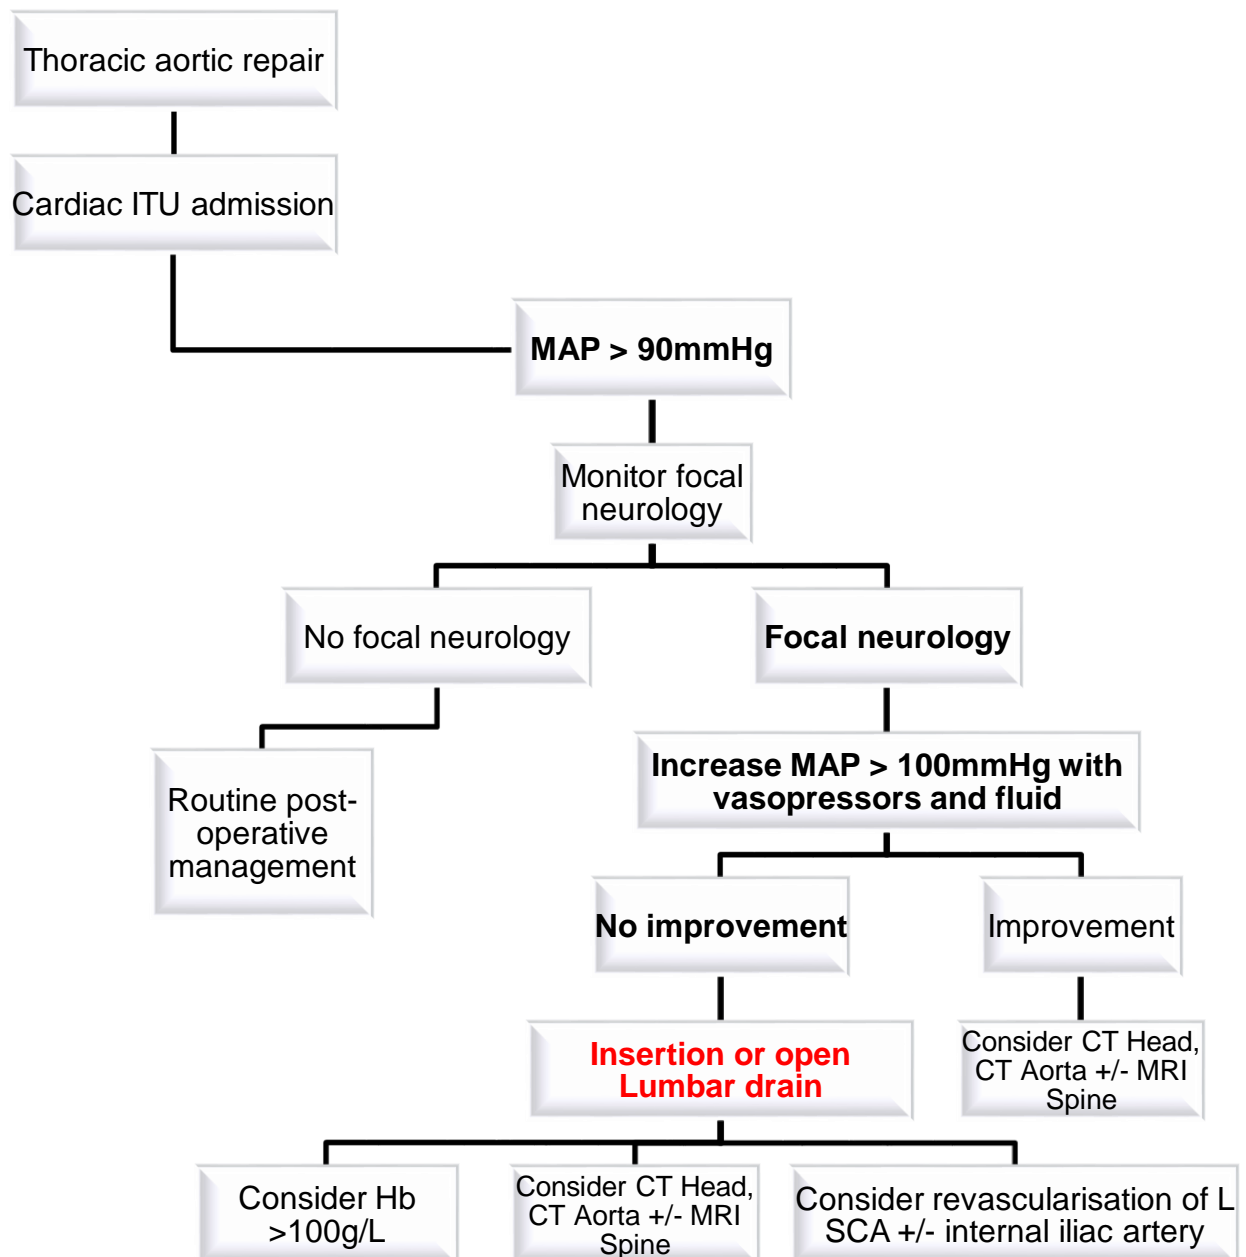 Thoracic aortic repair
Cardiac ITU admission
MAP > 90mmHg
Monitor focal
neurology
No focal neurology
Focal neurology
Routine post-
operative
management
Increase MAP > 100mmHg with
vasopressors and fluid
No improvement
Improvement
Insertion or open
Lumbar drain
Consider CT Head,
CT Aorta +/- MRI
Spine
Consider Hb
>100g/L
Consider CT Head,
CT Aorta +/- MRI
Spine
Consider revascularisation of L
SCA +/- internal iliac artery